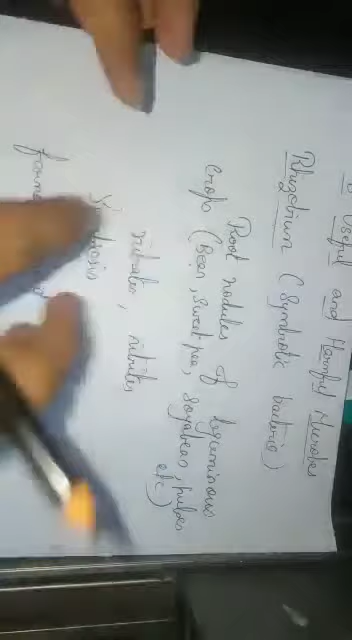 Useful and Harmful Microbes
Rhizobium (Symbiotic bacteria)
Root nodules of leguminous
crops (Bean, sweet pea, soyabean, pulses
etc)
nitrates, nitrites